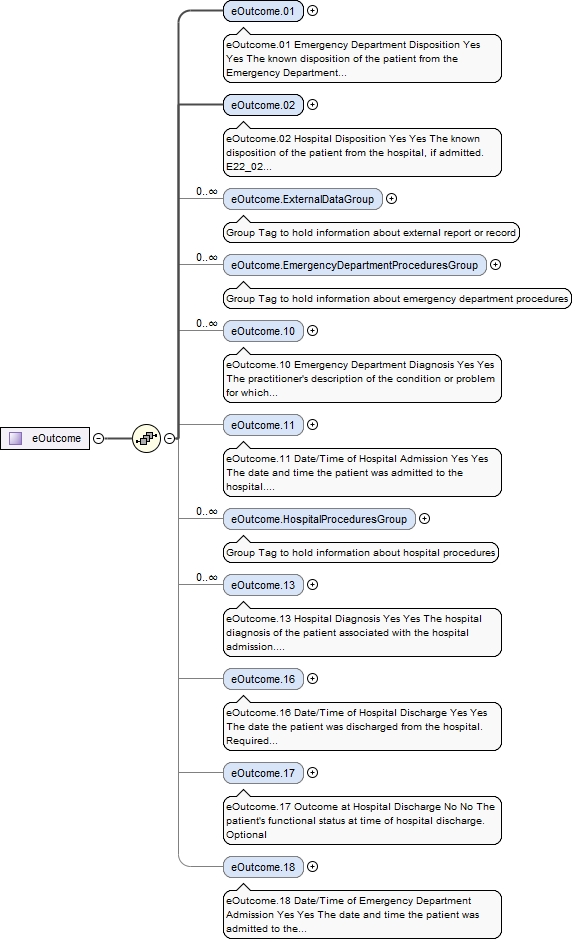 eOutcome.01
eOutcome.01 Emergency Department Disposition Yes
Yes The known disposition of the patient from the
Emergency Department...
eOutcome.02
eOutcome.02 Hospital Disposition Yes Yes The known
disposition of the patient from the hospital, if admitted.
E22_02...
0..∞
eOutcome.ExternalDataGroup
Group Tag to hold information about external report or record
0..∞
eOutcome.EmergencyDepartmentProceduresGroup
Group Tag to hold information about emergency department procedures
0..∞
eOutcome.10
eOutcome.10 Emergency Department Diagnosis Yes Yes
The practitioner's description of the condition or problem
for which...
eOutcome.11
eOutcome
eOutcome.11 Date/Time of Hospital Admission Yes Yes
The date and time the patient was admitted to the
hospital....
0..∞
eOutcome.HospitalProceduresGroup
Group Tag to hold information about hospital procedures
0..∞
eOutcome.13
eOutcome.13 Hospital Diagnosis Yes Yes The hospital
diagnosis of the patient associated with the hospital
admission....
eOutcome.16
eOutcome.16 Date/Time of Hospital Discharge Yes Yes
The date the patient was discharged from the hospital.
Required...
eOutcome.17
eOutcome.17 Outcome at Hospital Discharge No No The
patient's functional status at time of hospital discharge.
Optional
eOutcome.18
eOutcome.18 Date/Time of Emergency Department
Admission Yes Yes The date and time the patient was
admitted to the...